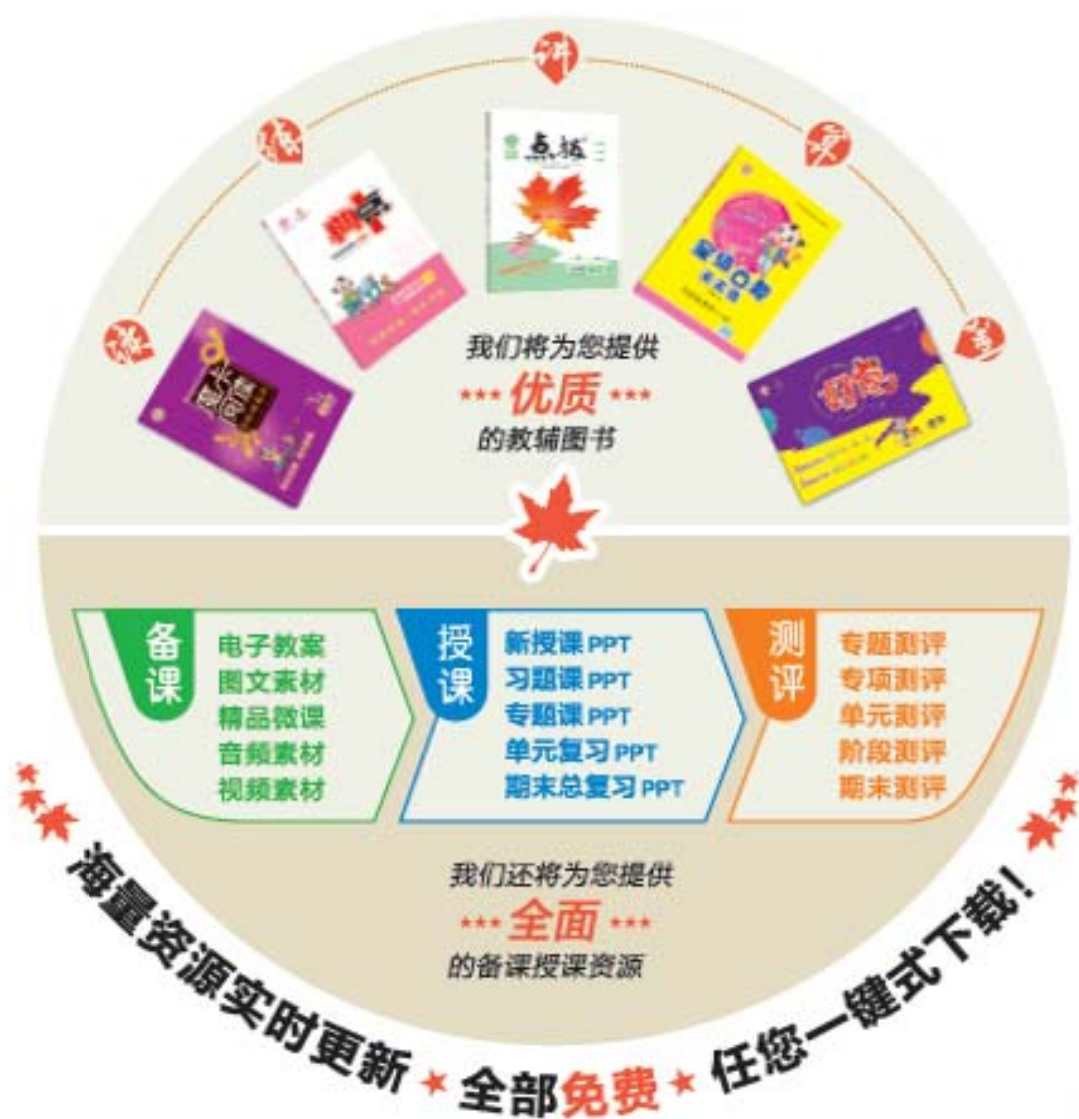 讲
点拨
我们将为您提供
优质
的教辅图书
备课
电子教案
图文素材
精品微课
音频素材
视频素材
授课
新授课PPT
习题课PPT
专题课PPT
单元复习PPT
期末总复习PPT
测评
专题测评
专项测评
单元测评
阶段测评
期末测评
我们还将为您提供
全面
的备课授课资源
海量资源实时更新 全部免费 任您一键式下载!